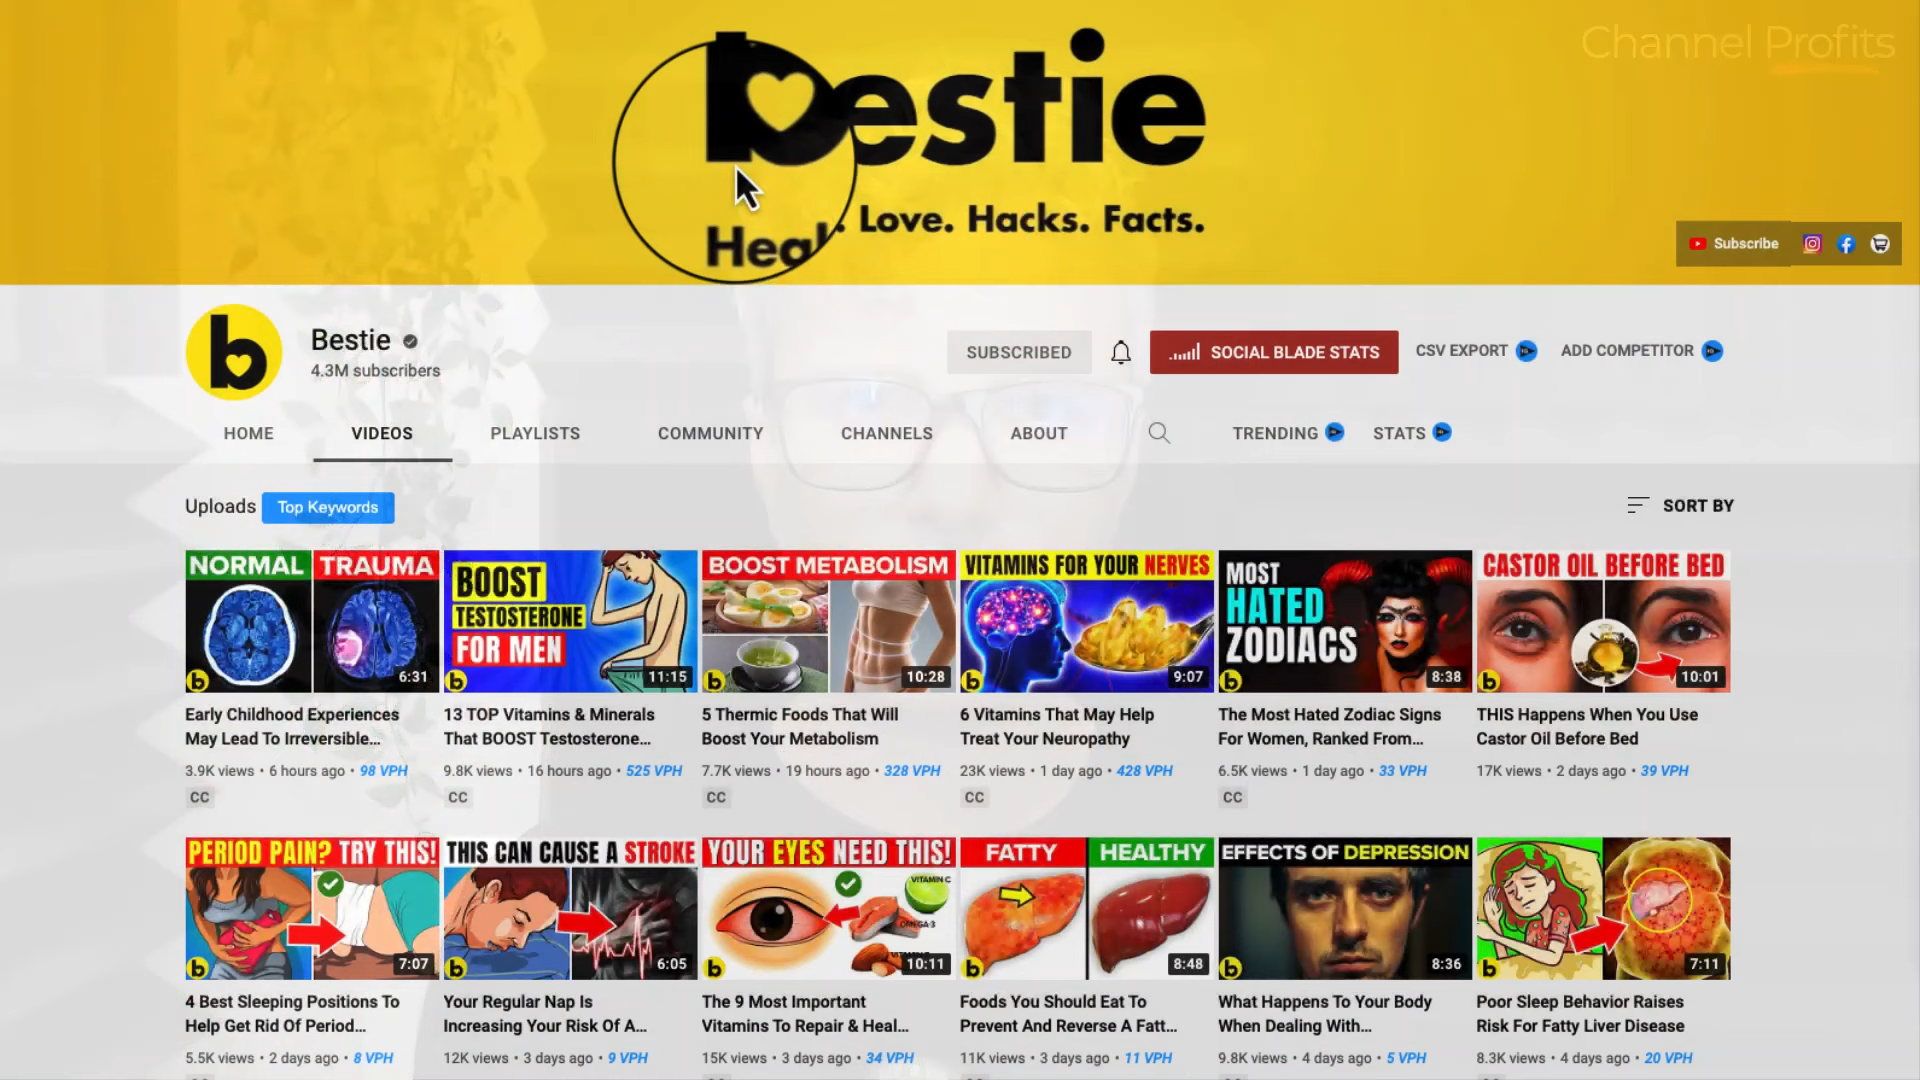 Channel Profits
bestie
Heal. Love. Hacks. Facts.
Subscribe
Bestie
4.3M subscribers
SUBSCRIBED
SOCIAL BLADE STATS
CSV EXPORT
ADD COMPETITOR
HOME
VIDEOS
PLAYLISTS
COMMUNITY
CHANNELS
ABOUT
TRENDING
STATS
Uploads
Top Keywords
SORT BY
NORMAL TRAUMA
6:31
BOOST
TESTOSTERONE
FOR MEN
11:15
BOOST METABOLISM
10:28
VITAMINS FOR YOUR NERVES
9:07
MOST
HATED
ZODIACS
8:38
CASTOR OIL BEFORE BED
10:01
Early Childhood Experiences
May Lead To Irreversible...
3.9K views • 6 hours ago • 98 VPH
CC
13 TOP Vitamins & Minerals
That BOOST Testosterone...
9.8K views • 16 hours ago • 525 VPH
CC
5 Thermic Foods That Will
Boost Your Metabolism
7.7K views • 19 hours ago • 328 VPH
CC
6 Vitamins That May Help
Treat Your Neuropathy
23K views • 1 day ago • 428 VPH
CC
The Most Hated Zodiac Signs
For Women, Ranked From...
6.5K views • 1 day ago • 33 VPH
CC
THIS Happens When You Use
Castor Oil Before Bed
17K views • 2 days ago • 39 VPH
PERIOD PAIN? TRY THIS!
7:07
THIS CAN CAUSE A STROKE
6:05
YOUR EYES NEED THIS!
VITAMIN C
OMEGA-3
10:11
FATTY HEALTHY
8:48
EFFECTS OF DEPRESSION
8:36
7:11
4 Best Sleeping Positions To
Help Get Rid Of Period...
5.5K views • 2 days ago • 8 VPH
Your Regular Nap Is
Increasing Your Risk Of A...
12K views • 3 days ago • 9 VPH
The 9 Most Important
Vitamins To Repair & Heal...
15K views • 3 days ago • 34 VPH
Foods You Should Eat To
Prevent And Reverse A Fatt...
11K views • 3 days ago • 11 VPH
What Happens To Your Body
When Dealing With...
9.8K views • 4 days ago • 5 VPH
Poor Sleep Behavior Raises
Risk For Fatty Liver Disease
8.3K views • 4 days ago • 20 VPH